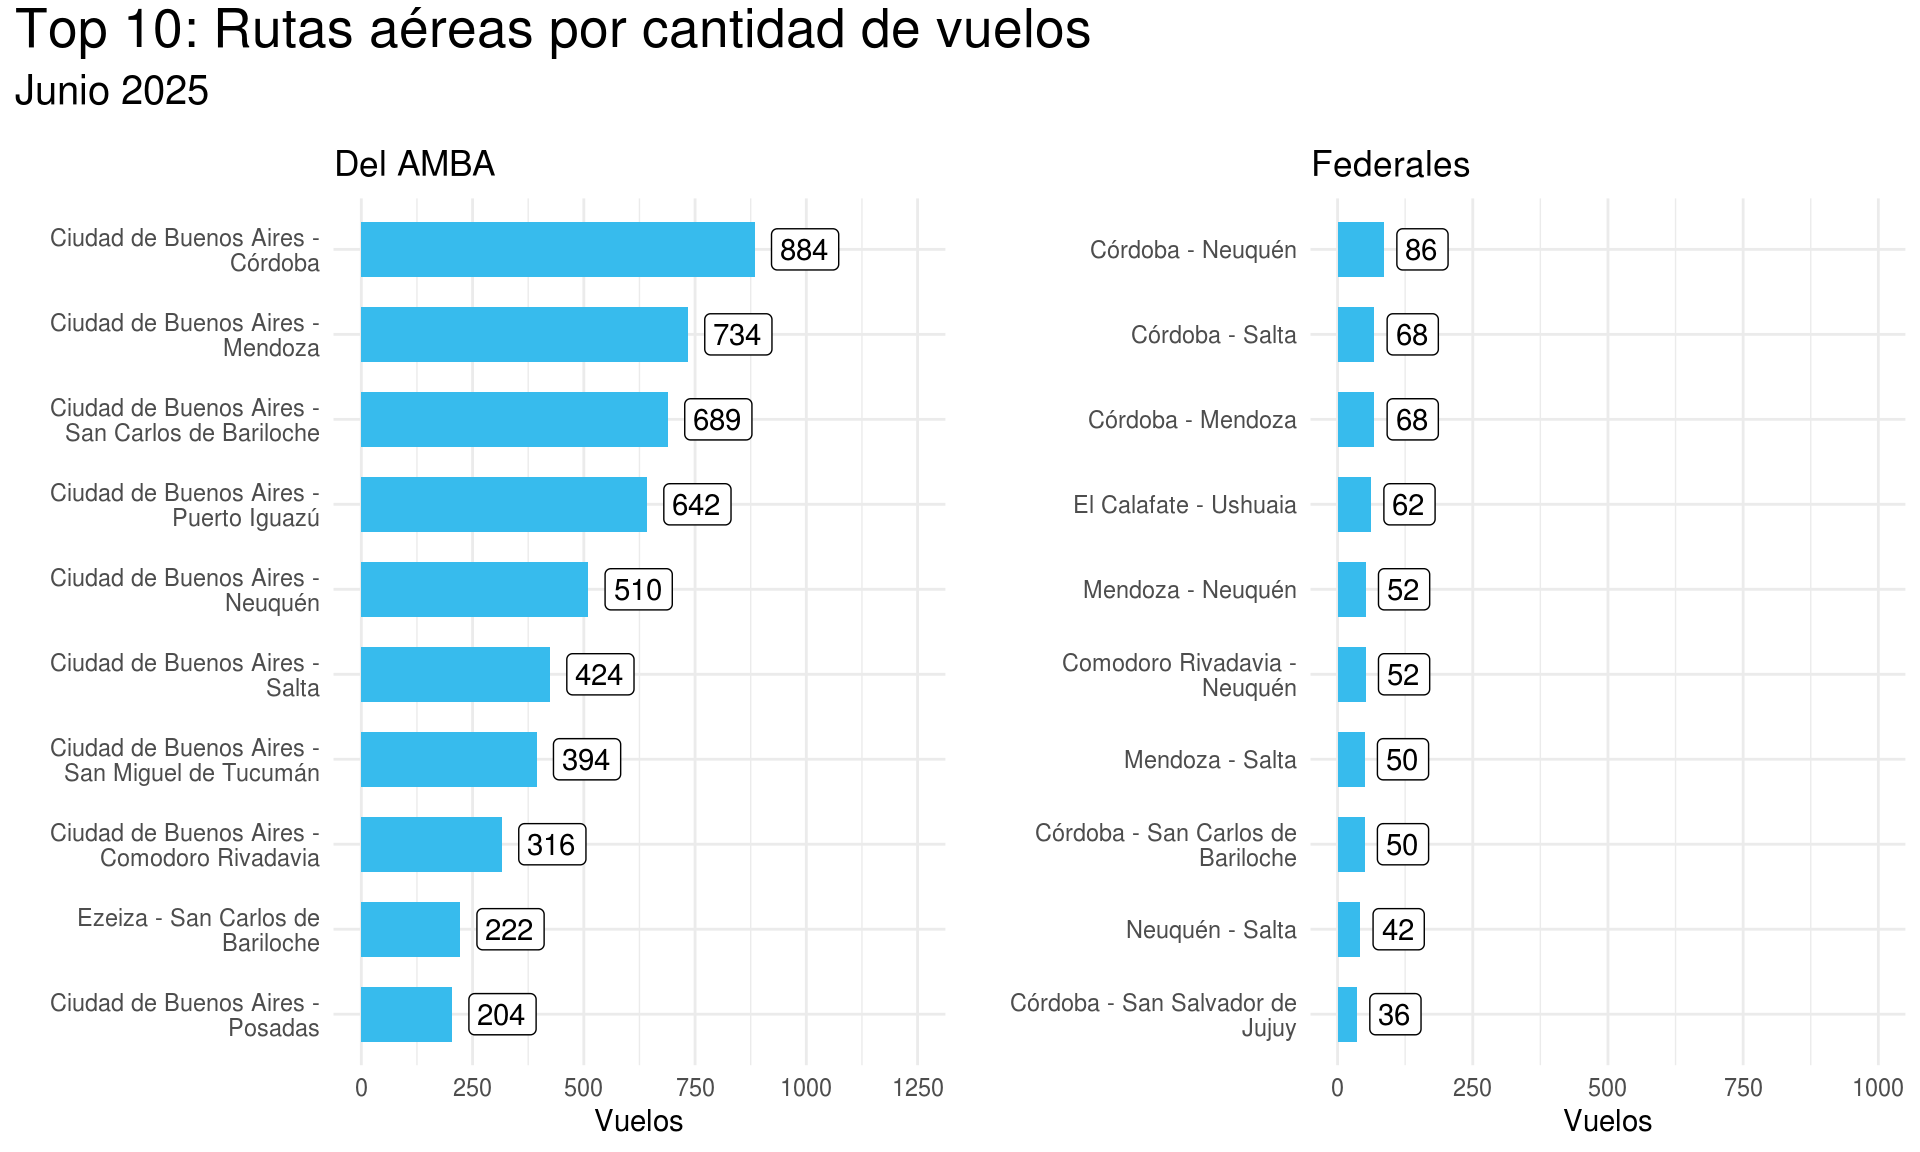 Top 10: Rutas aéreas por cantidad de vuelos
Junio 2025
Del AMBA
Ciudad de Buenos Aires -
Córdoba
884
Ciudad de Buenos Aires -
Mendoza
734
Ciudad de Buenos Aires -
San Carlos de Bariloche
689
Ciudad de Buenos Aires -
Puerto Iguazú
642
Ciudad de Buenos Aires -
Neuquén
510
Ciudad de Buenos Aires -
Salta
424
Ciudad de Buenos Aires -
San Miguel de Tucumán
394
Ciudad de Buenos Aires -
Comodoro Rivadavia
316
Ezeiza - San Carlos de
Bariloche
222
Ciudad de Buenos Aires -
Posadas
204
0 250 500 750 1000 1250
Vuelos
Federales
Córdoba - Neuquén
86
Córdoba - Salta
68
Córdoba - Mendoza
68
El Calafate - Ushuaia
62
Mendoza - Neuquén
52
Comodoro Rivadavia -
Neuquén
52
Mendoza - Salta
50
Córdoba - San Carlos de
Bariloche
50
Neuquén - Salta
42
Córdoba - San Salvador de
Jujuy
36
0 250 500 750 1000
Vuelos